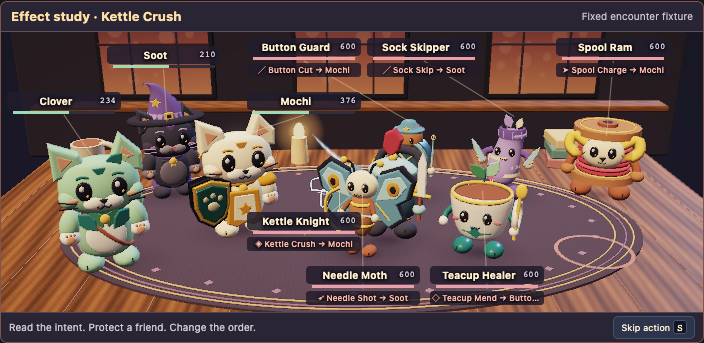 Effect study · Kettle Crush
Fixed encounter fixture
Soot 210
Button Guard 600
Button Cut → Mochi
Sock Skipper 600
Sock Skip → Soot
Spool Ram 600
Spool Charge → Mochi
Clover 234
Mochi 376
Kettle Knight 600
Kettle Crush → Mochi
Needle Moth 600
Needle Shot → Soot
Teacup Healer 600
Teacup Mend → Butto...
Read the intent. Protect a friend. Change the order.
Skip action S